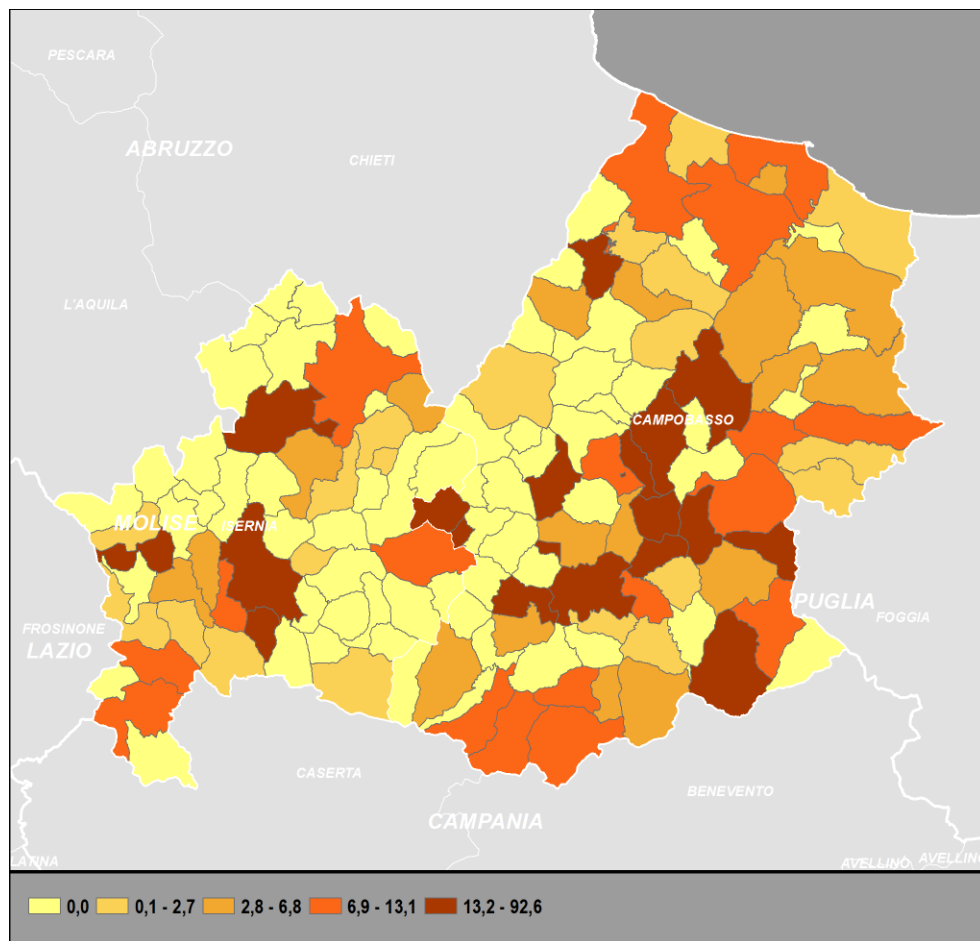 PESCARA
ABRUZZO
CHIETI
L'AQUILA
CAMPOBASSO
MOLISE
ISERNIA
PUGLIA
FOGGIA
FROSINONE
LAZIO
CASERTA
BENEVENTO
CAMPANIA
LATINA
AVELLINO
AVELLINO
0,0
0,1 - 2,7
2,8 - 6,8
6,9 - 13,1
13,2 - 92,6